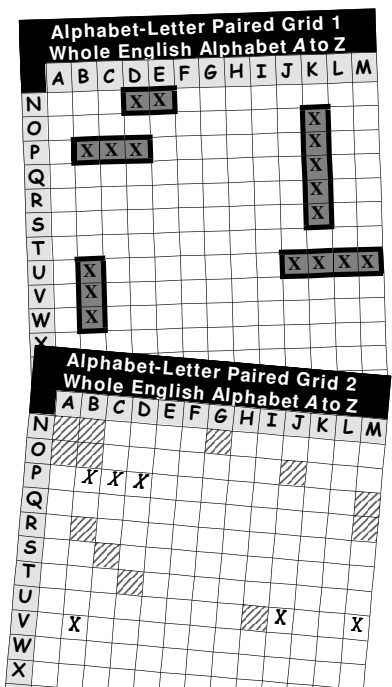 Alphabet-Letter Paired Grid 1
Whole English Alphabet A to Z
A B C D E F G H I J K L M
N X X
O X
P X X X X
Q X
R X
S X
T
U X X X X X
V X
W X
X
Alphabet-Letter Paired Grid 2
Whole English Alphabet A to Z
A B C D E F G H I J K L M
N
O
P X X X
Q
R
S
T
U X X
V X
W
X